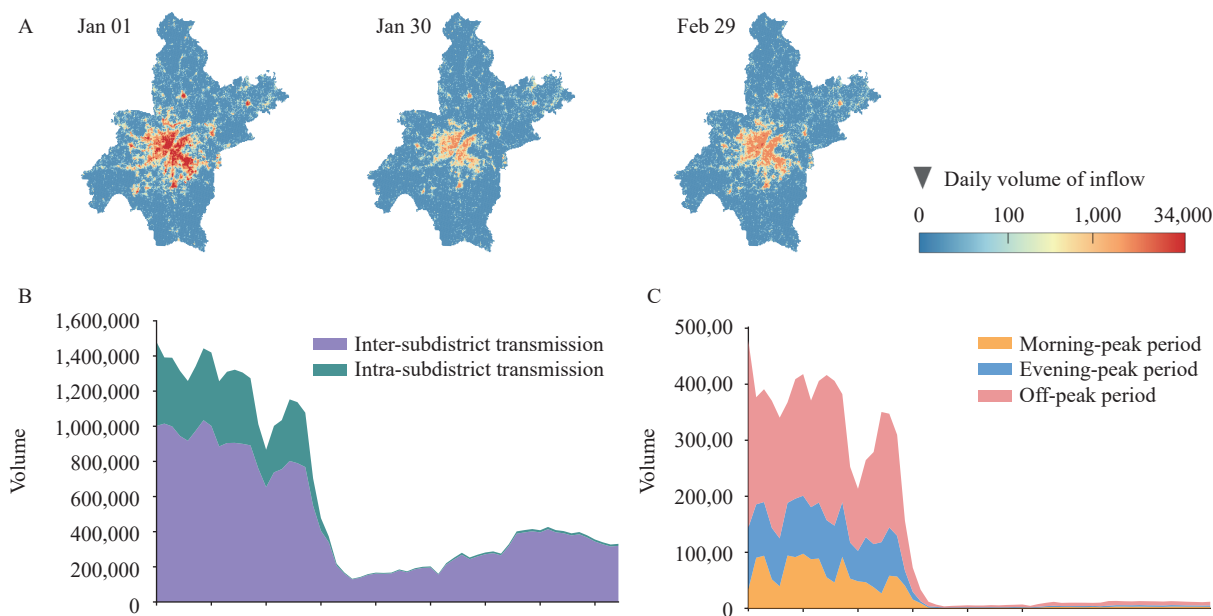 A
Jan 01
Jan 30
Feb 29
Daily volume of inflow
0 100 1,000 34,000
B
1,600,000
1,400,000
1,200,000
1,000,000
800,000
600,000
400,000
200,000
0
Volume
Inter-subdistrict transmission
Intra-subdistrict transmission
C
500,00
400,00
300,00
200,00
100,00
0
Volume
Morning-peak period
Evening-peak period
Off-peak period